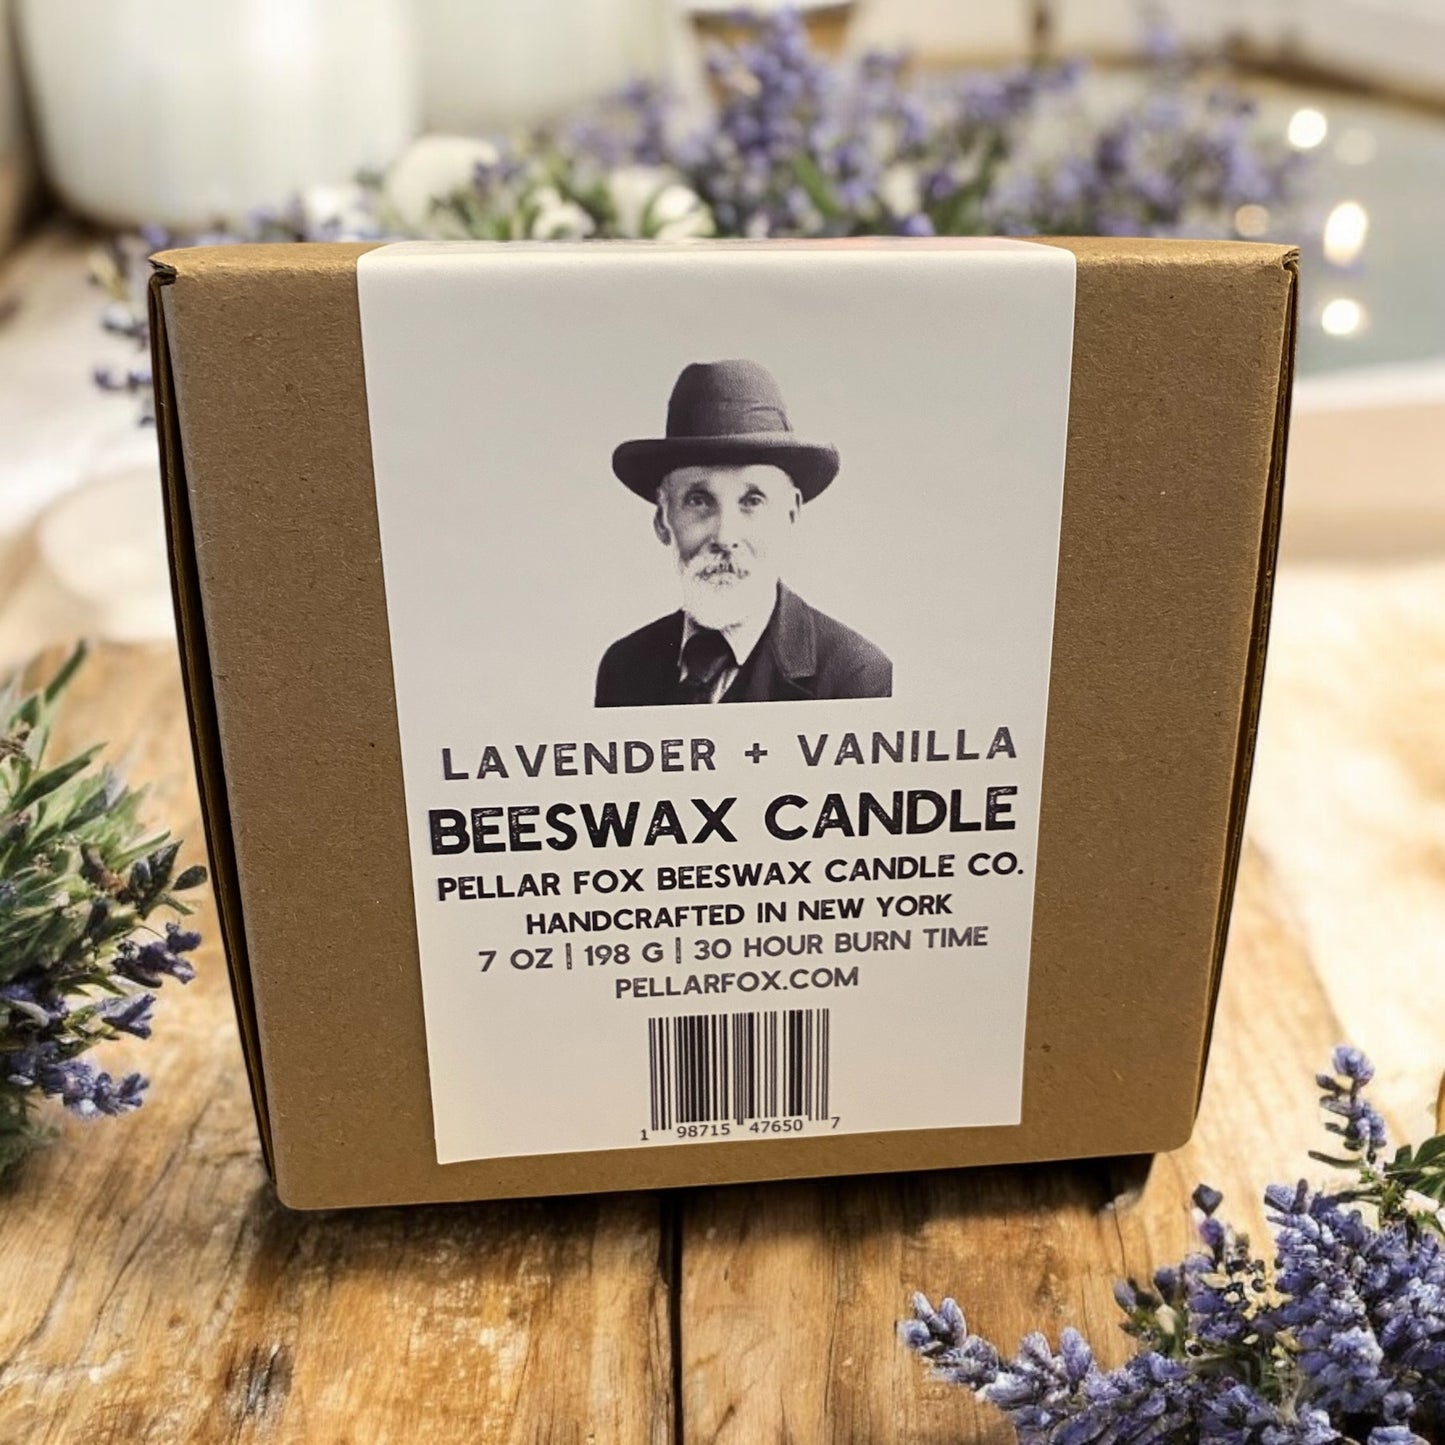 LAVENDER + VANILLA
BEESWAX CANDLE
PELLAR FOX BEESWAX CANDLE CO.
HANDCRAFTED IN NEW YORK
7 OZ | 198 G | 30 HOUR BURN TIME
PELLARFOX.COM
1 98715 47650 7